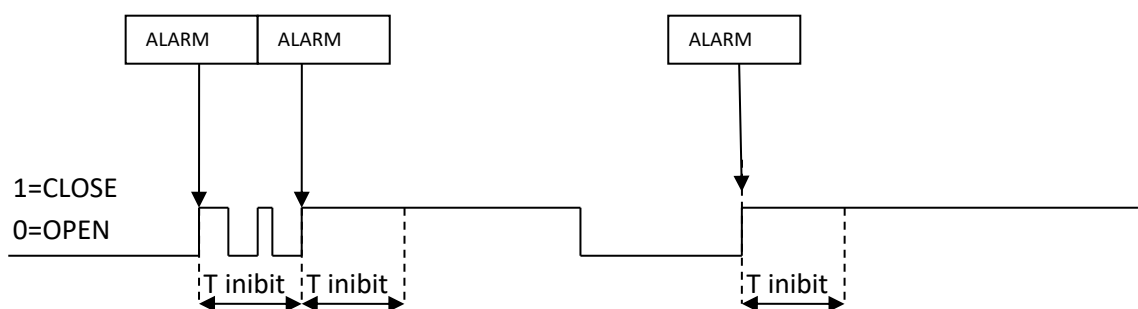 ALARM ALARM ALARM
1=CLOSE
0=OPEN
T inibit T inibit T inibit